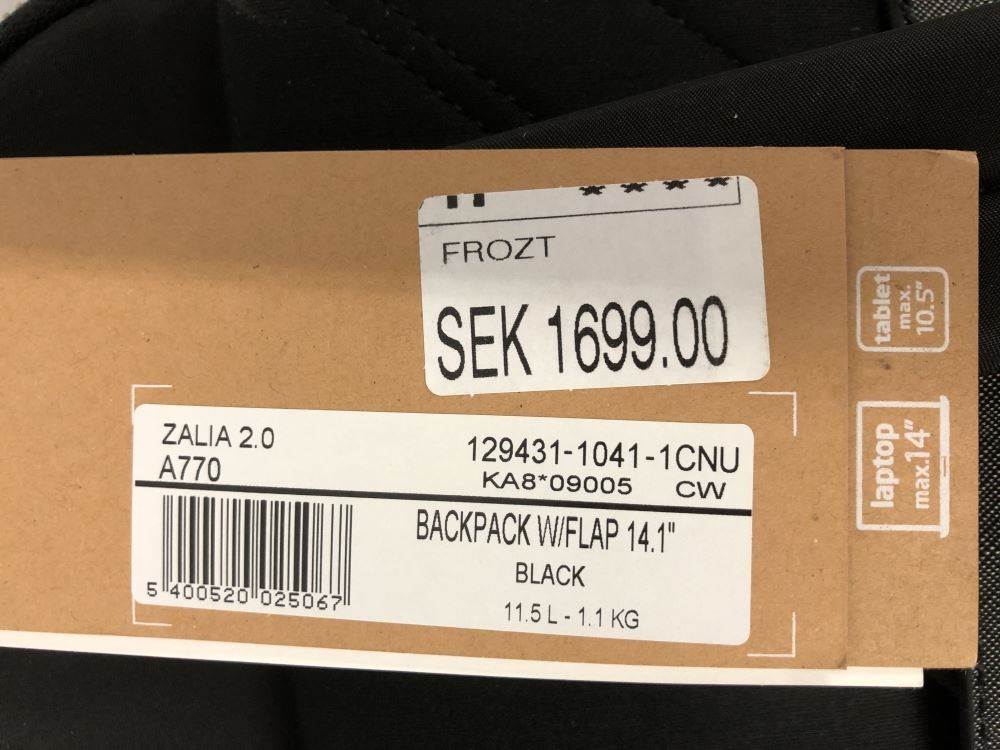 ****
FROZT
SEK 1699.00
ZALIA 2.0
A770
129431-1041-1CNU
KA8*09005 CW
BACKPACK W/FLAP 14.1"
BLACK
11.5 L - 1.1 KG
5 400520 025067
tablet
max.
10.5"
laptop
max.14"